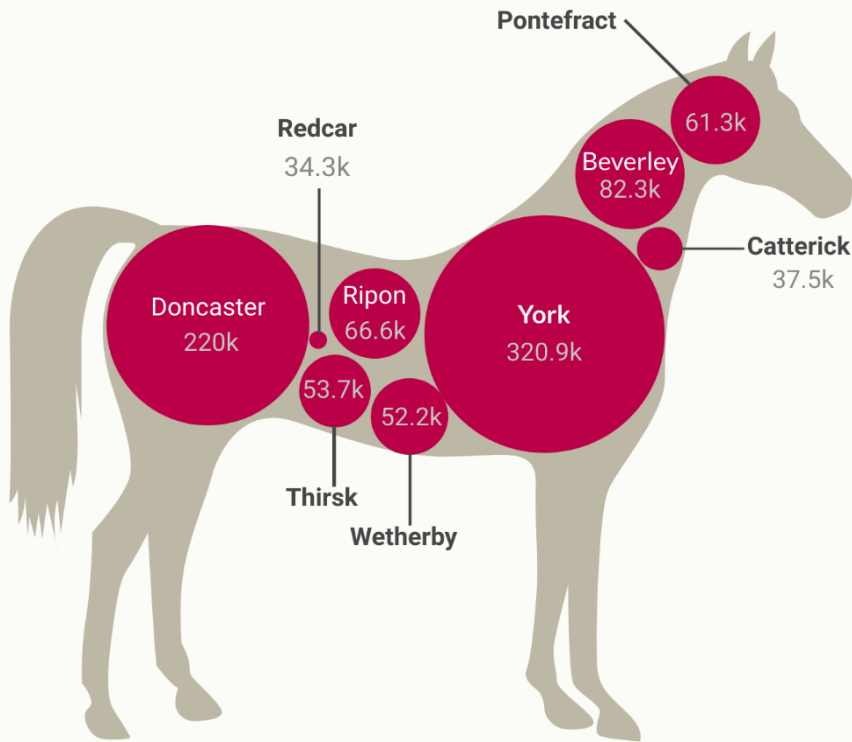 Pontefract
61.3k
Redcar
34.3k
Beverley
82.3k
Catterick
37.5k
Doncaster
220k
Ripon
66.6k
York
320.9k
53.7k
Thirsk
52.2k
Wetherby